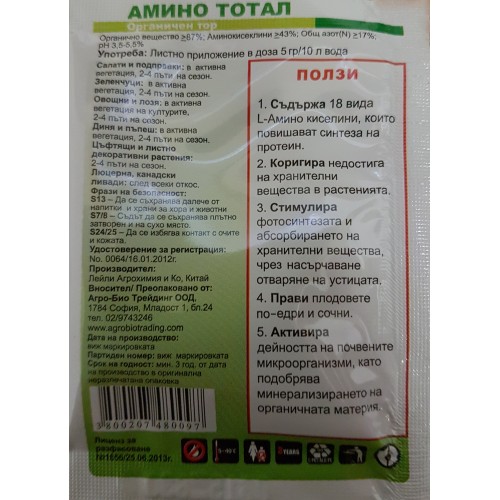 АМИНО ТОТАЛ
Органичен тор
Органично вещество ≥87%; Аминокиселини ≥43%; Общ азот(N) ≥17%;
pH 3,5-5,5%
Употреба: Листно приложение в доза 5 гр/10 л вода
Салати и подправки: в активна
вегетация, 2-4 пъти на сезон.
Зеленчуци: в активна
вегетация, 2-4 пъти на сезон.
Овощни и лозя: в активна
вегетация на културите,
2-4 пъти на сезон.
Диня и пъпеш: в активна
вегетация, 2-4 пъти на сезон.
Цъфтящи и листно
декоративни растения:
2-4 пъти на сезон.
Люцерна, канадски
ливади: след всеки откос.
Фрази на безопасност:
S13 – Да се съхранява далече от
напитки и храни за хора и животни
S7/8 – Съдът да се съхранява плътно
затворен и на сухо място.
S24/25 – Да се избягва контакт с очите
и кожата.
Удостоверение за регистрация:
No. 0064/16.01.2012г.
Производител:
Лейли Агрохимия и Ко, Китай
Вносител/ Преопаковано от:
Агро-Био Трейдинг ООД,
1784 София, Младост 1, бл.24
тел. 02/9743246
www.agrobiotrading.com
Дата на производство:
виж маркировката
Партиден номер: виж маркировката
Срок на годност: мин. 3 год. от дата
на производство в оригинална
неразпечатана опаковка
3800207480097
Лиценз за
разфасоване
№1656/25.06.2013г.
ПОЛЗИ
1. Съдържа 18 вида
L-Амино киселини, които
повишават синтеза на
протеин.
2. Коригира недостига
на хранителни
вещества в растенията.
3. Стимулира
фотосинтезата и
абсорбирането на
хранителни вещества,
чрез насърчаване
отваряне на устицата.
4. Прави плодовете
по-едри и сочни.
5. Активира
дейността на почвените
микроорганизми, като
подобрява
минерализирането на
органичната материя.